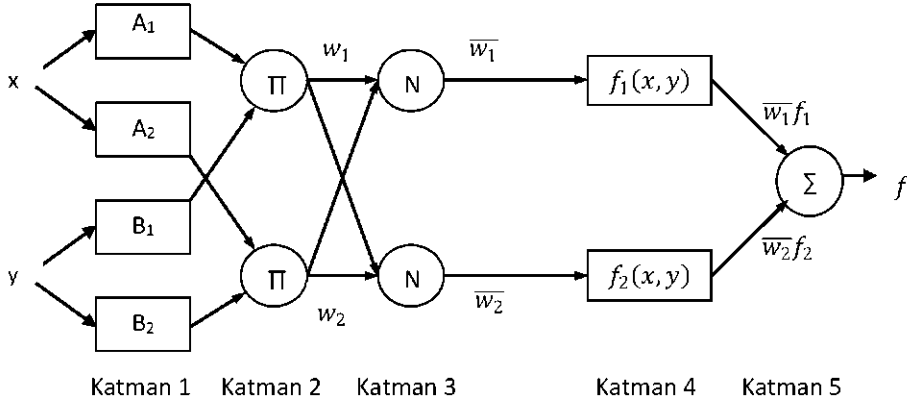 A₁
x
A₂
B₁
y
B₂
Π
Π
w₁
w₂
N
N
w̅₁
w̅₂
f₁(x, y)
f₂(x, y)
w̅₁f₁
w̅₂f₂
Σ
f
Katman 1 Katman 2 Katman 3 Katman 4 Katman 5